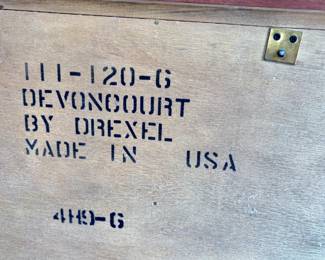 111-120-6
DEVONCOURT
BY DREXEL
MADE IN USA
4H9-6